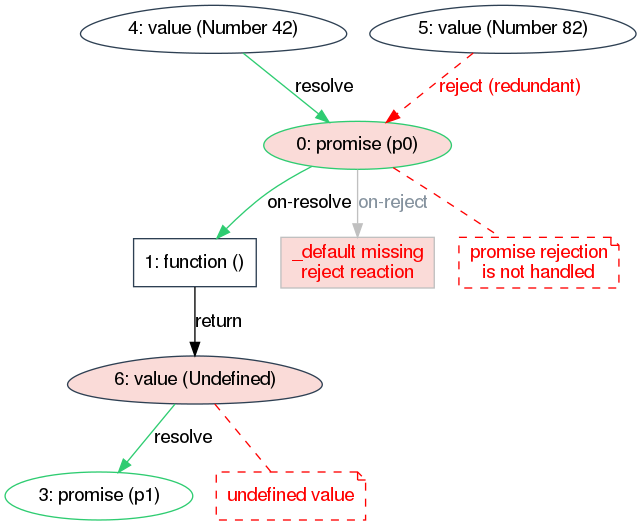 4: value (Number 42)
5: value (Number 82)
resolve
reject (redundant)
0: promise (p0)
on-resolve
on-reject
1: function ()
_default missing
reject reaction
promise rejection
is not handled
return
6: value (Undefined)
resolve
3: promise (p1)
undefined value